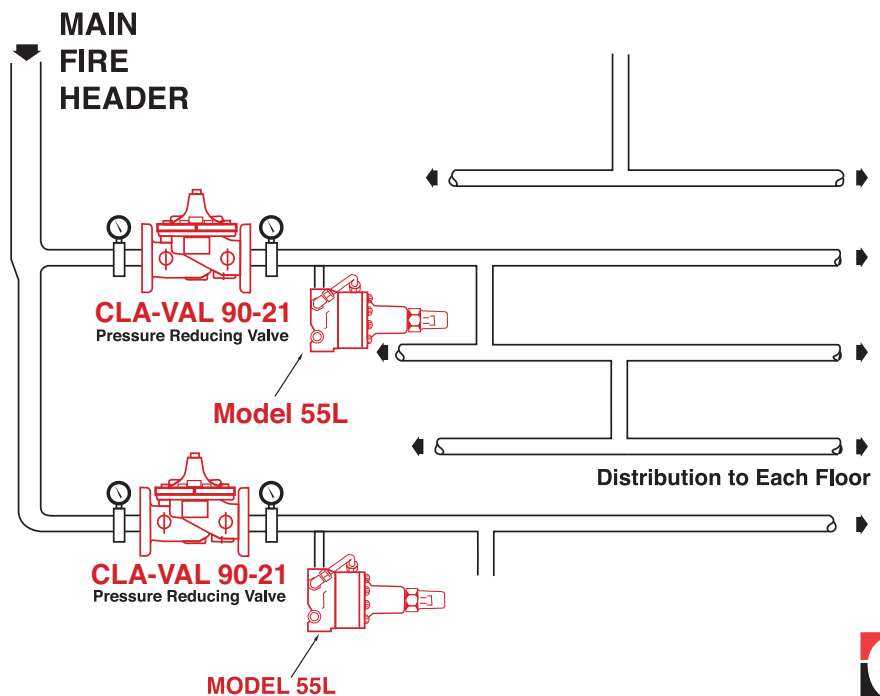 MAIN
FIRE
HEADER
CLA-VAL 90-21
Pressure Reducing Valve
Model 55L
Distribution to Each Floor
CLA-VAL 90-21
Pressure Reducing Valve
MODEL 55L